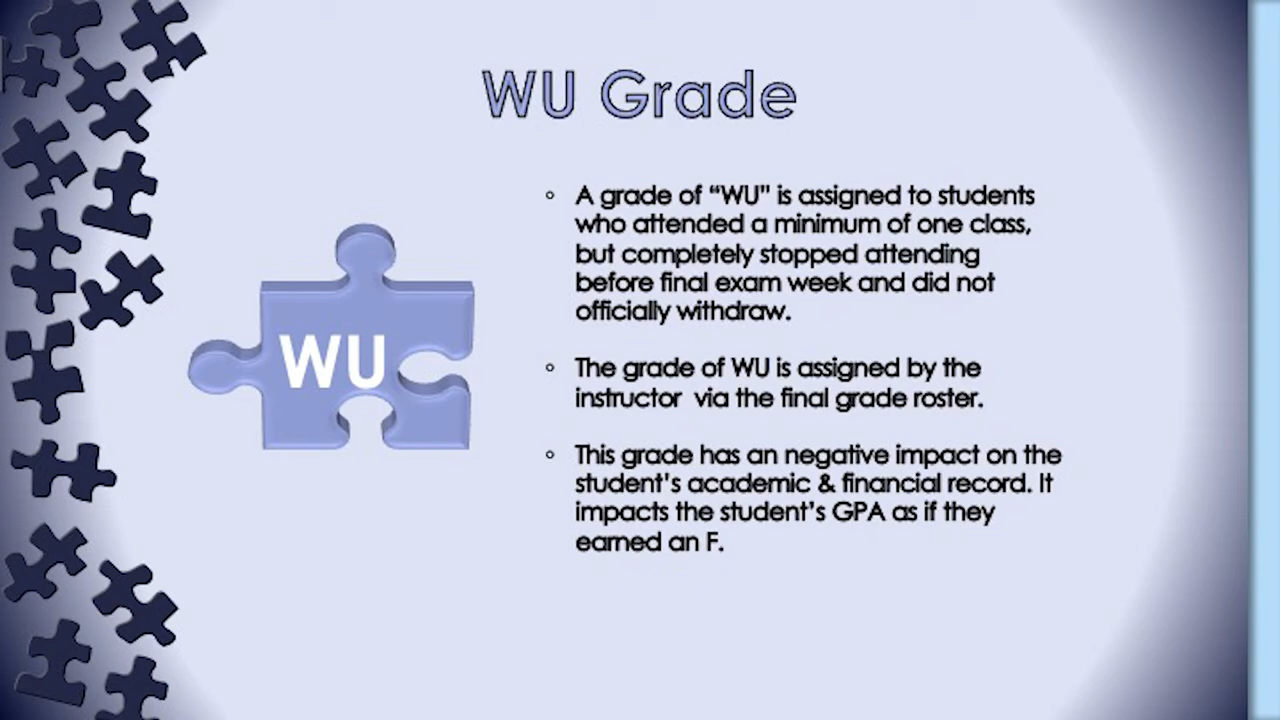 WU Grade
WU
A grade of “WU” is assigned to students
who attended a minimum of one class,
but completely stopped attending
before final exam week and did not
officially withdraw.
The grade of WU is assigned by the
instructor  via the final grade roster.
This grade has an negative impact on the
student’s academic & financial record. It
impacts the student’s GPA as if they
earned an F.